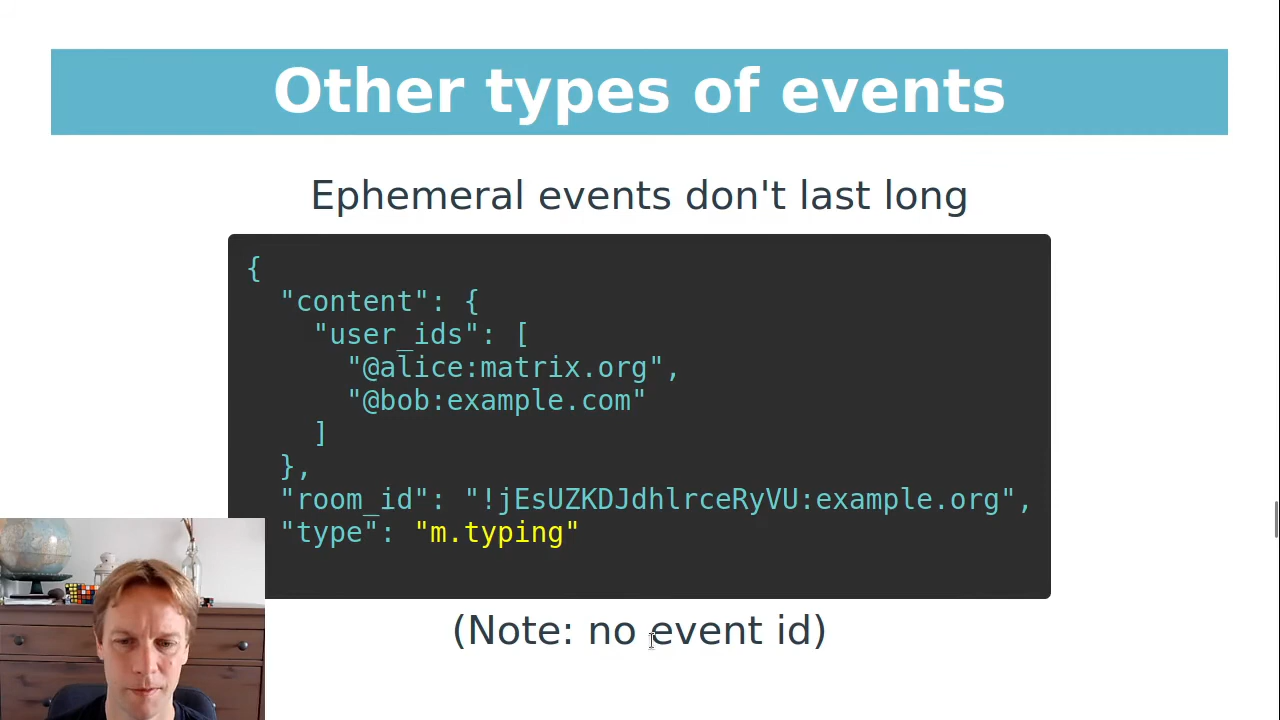 Other types of events
Ephemeral events don't last long
{
  "content": {
    "user_ids": [
      "@alice:matrix.org",
      "@bob:example.com"
    ]
  },
  "room_id": "!jEsUZKDJdhlrceRyVU:example.org",
  "type": "m.typing"
(Note: no event id)